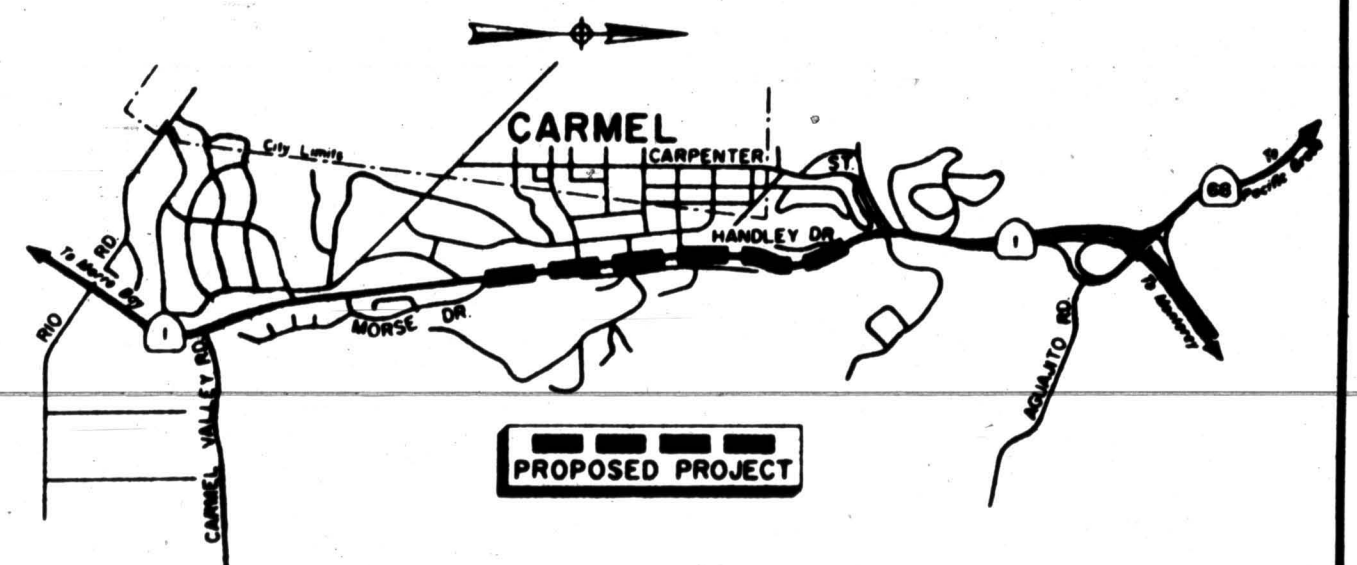 CARMEL
City Limits
CARPENTER
ST.
68
To
Pacific Grove
HANDLEY DR.
1
To Monterey
RIO RD.
To Morro Bay
1
MORSE DR.
CARMEL VALLEY RD.
AGUAJITO RD.
PROPOSED PROJECT